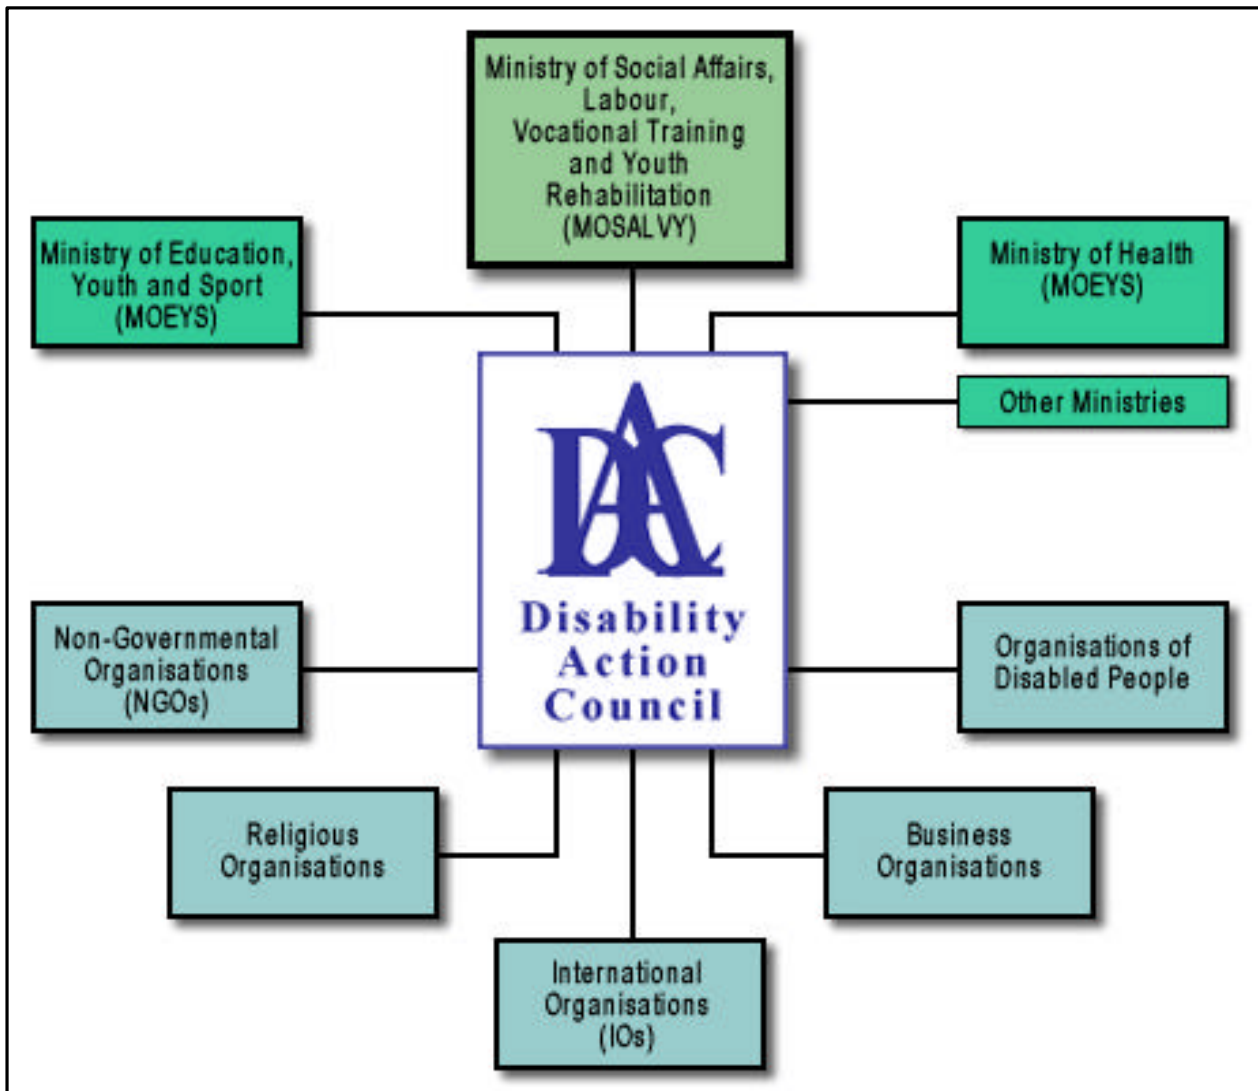 Ministry of Social Affairs,
Labour,
Vocational Training
and Youth
Rehabilitation
(MOSALVY)
Ministry of Education,
Youth and Sport
(MOEYS)
Ministry of Health
(MOEYS)
Other Ministries
DAC
Disability
Action
Council
Non-Governmental
Organisations
(NGOs)
Organisations of
Disabled People
Religious
Organisations
Business
Organisations
International
Organisations
(IOs)